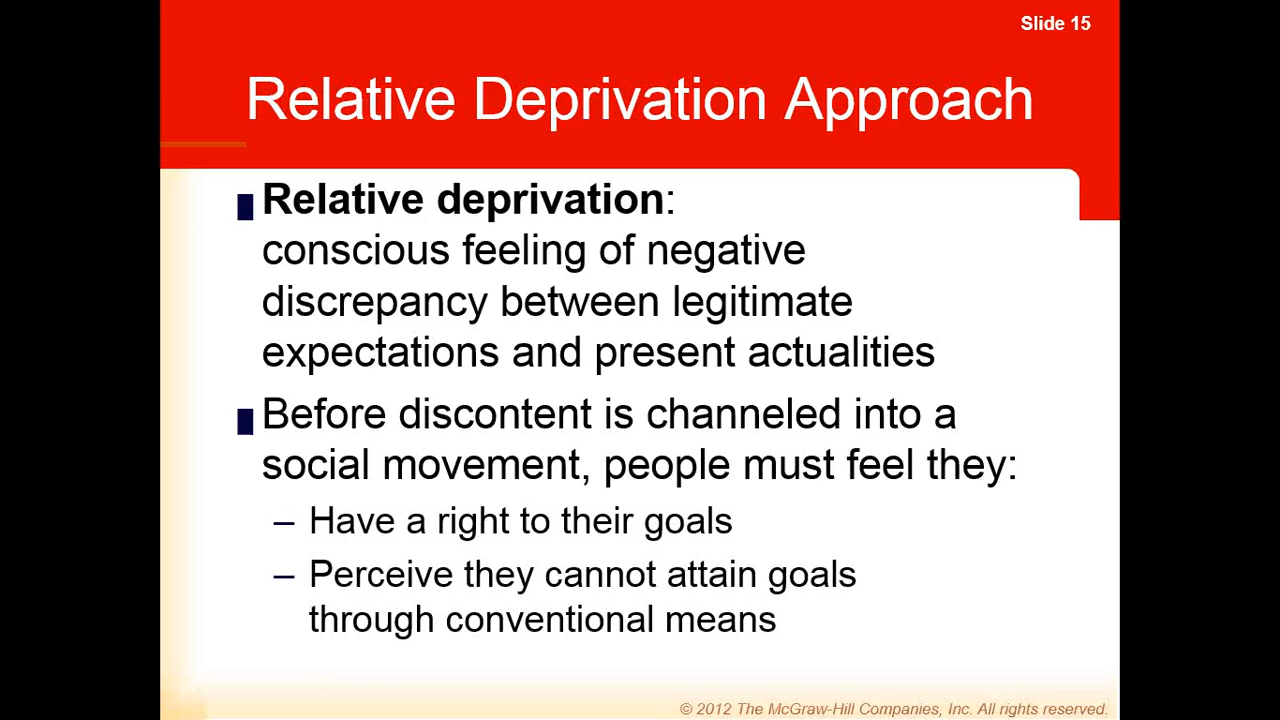 Slide 15
Relative Deprivation Approach
Relative deprivation:
conscious feeling of negative
discrepancy between legitimate
expectations and present actualities
Before discontent is channeled into a
social movement, people must feel they:
– Have a right to their goals
– Perceive they cannot attain goals
through conventional means
© 2012 The McGraw-Hill Companies, Inc. All rights reserved.